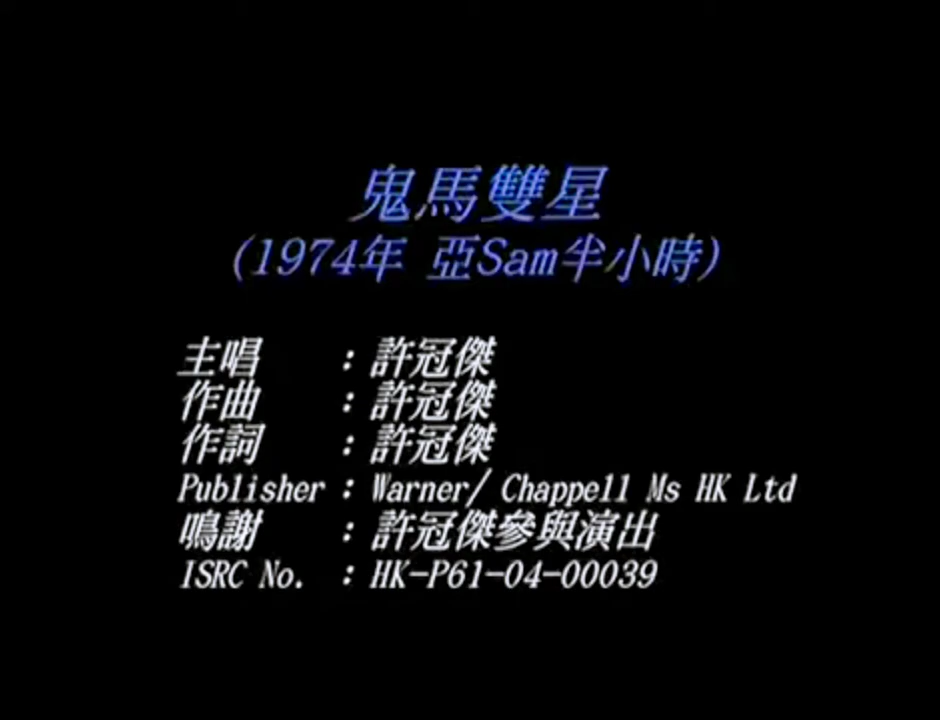 鬼馬雙星
(1974年 亞Sam半小時)
主唱 : 許冠傑
作曲 : 許冠傑
作詞 : 許冠傑
Publisher : Warner/ Chappell Ms HK Ltd
鳴謝 : 許冠傑參與演出
ISRC No. : HK-P61-04-00039